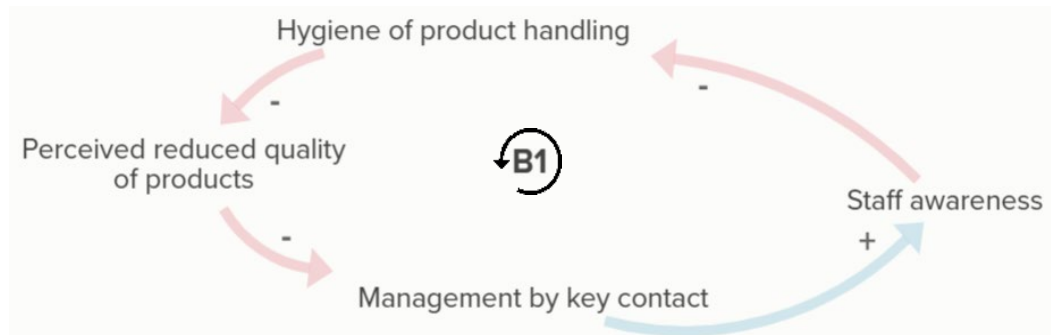 Hygiene of product handling
-
-
Perceived reduced quality
of products
B1
Staff awareness
-
+
Management by key contact